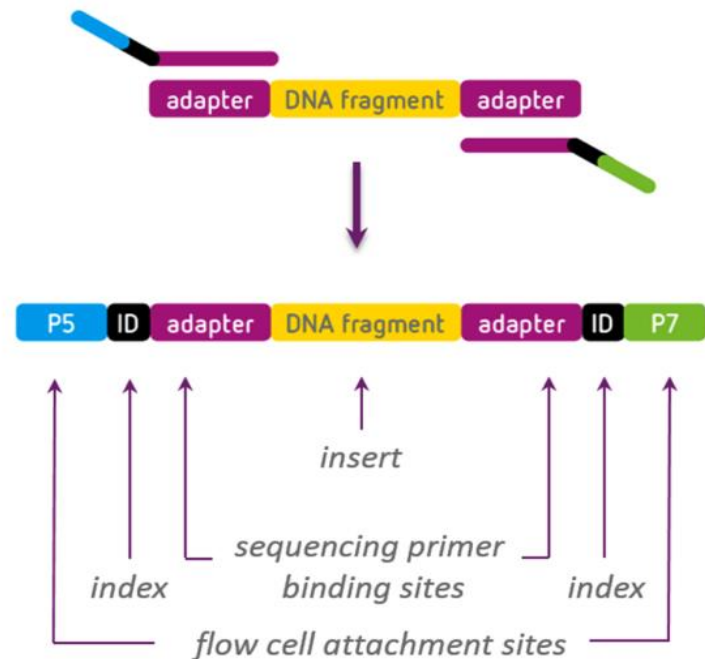 adapter DNA fragment adapter
P5 ID adapter DNA fragment adapter ID P7
insert
sequencing primer
index binding sites index
flow cell attachment sites